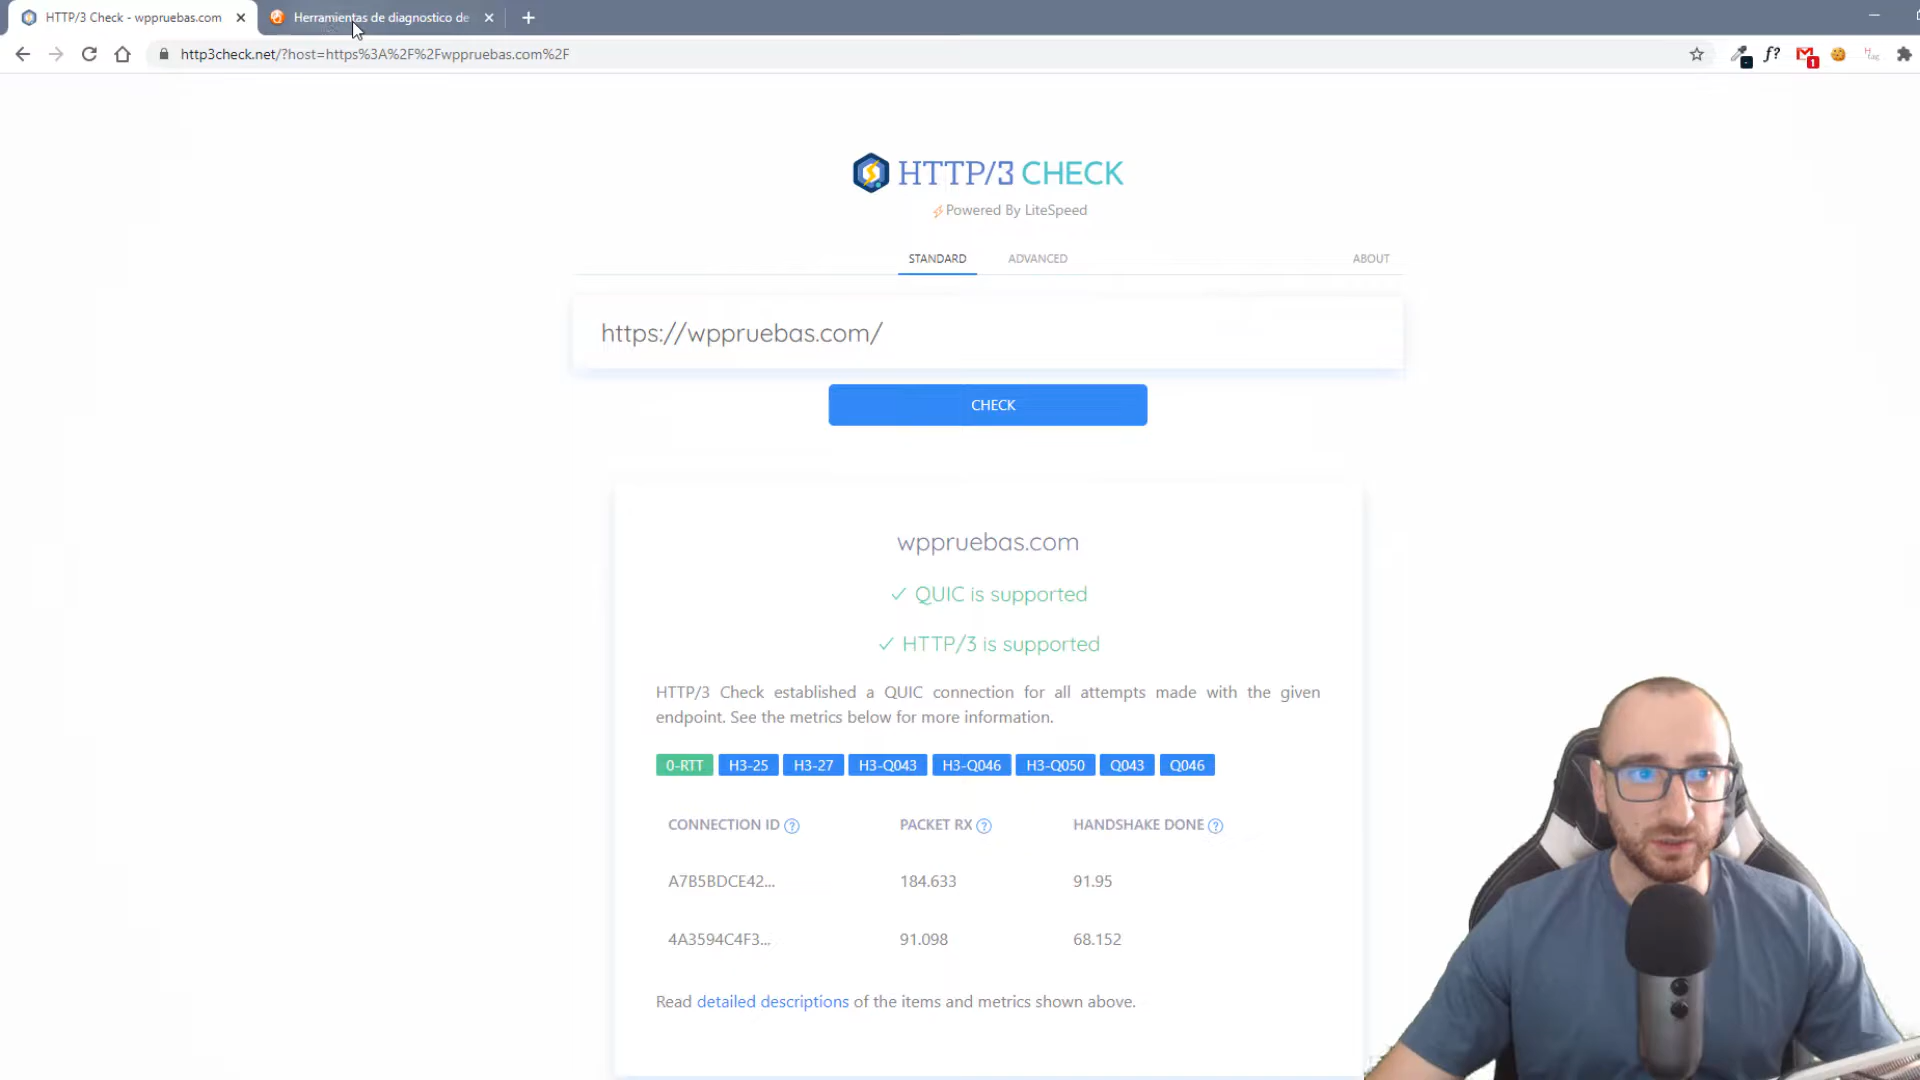 HTTP/3 Check - wppruebas.com
Herramientas de diagnostico de
http3check.net/?host=https%3A%2F%2Fwppruebas.com%2F
HTTP/3 CHECK
Powered By LiteSpeed
STANDARD
ADVANCED
ABOUT
https://wppruebas.com/
CHECK
wppruebas.com
✓ QUIC is supported
✓ HTTP/3 is supported
HTTP/3 Check established a QUIC connection for all attempts made with the given
endpoint. See the metrics below for more information.
0-RTT H3-25 H3-27 H3-Q043 H3-Q046 H3-Q050 Q043 Q046
CONNECTION ID ? PACKET RX ? HANDSHAKE DONE ?
A7B5BDCE42... 184.633 91.95
4A3594C4F3... 91.098 68.152
Read detailed descriptions of the items and metrics shown above.